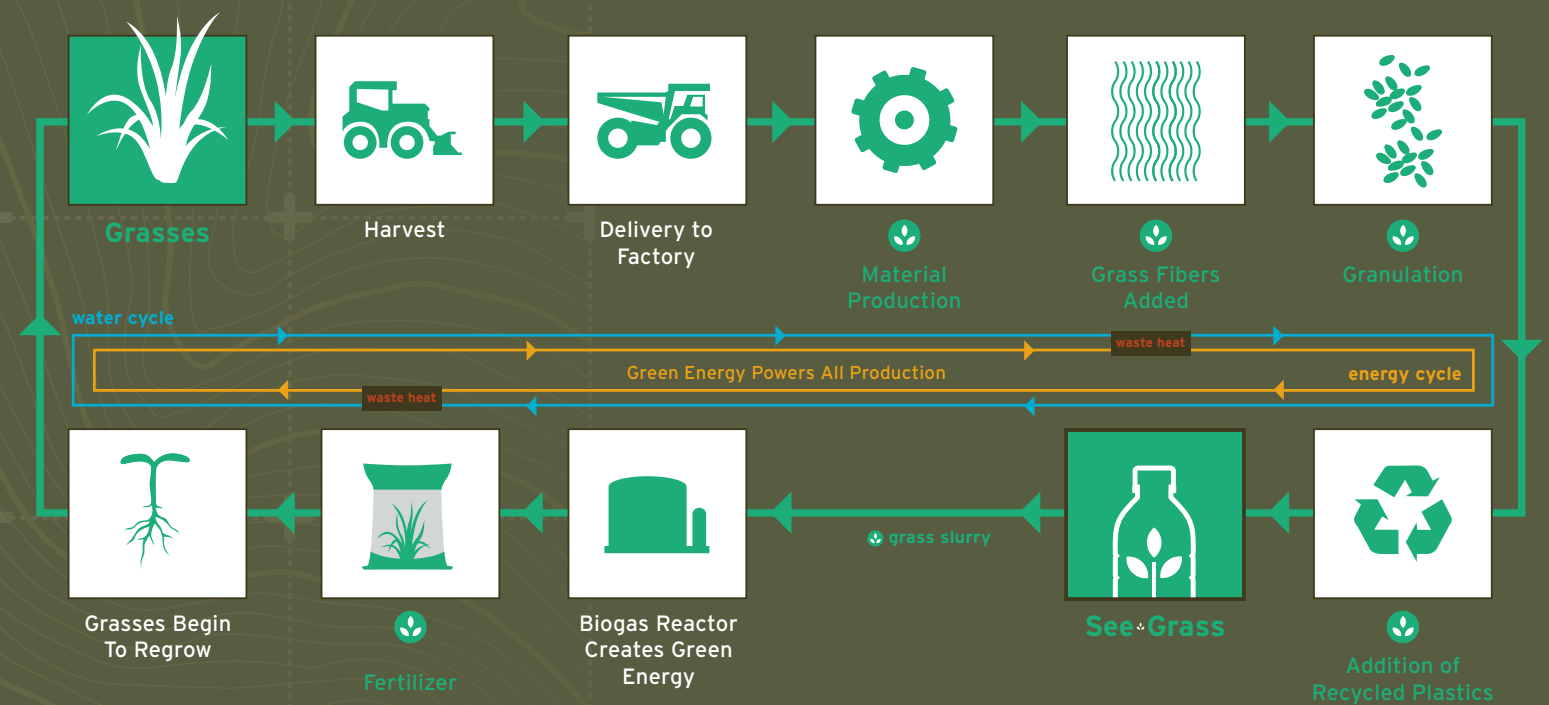 Grasses
Harvest
Delivery to
Factory
Material
Production
Grass Fibers
Added
Granulation
water cycle
waste heat
Green Energy Powers All Production
energy cycle
waste heat
grass slurry
Grasses Begin
To Regrow
Fertilizer
Biogas Reactor
Creates Green
Energy
See Grass
Addition of
Recycled Plastics